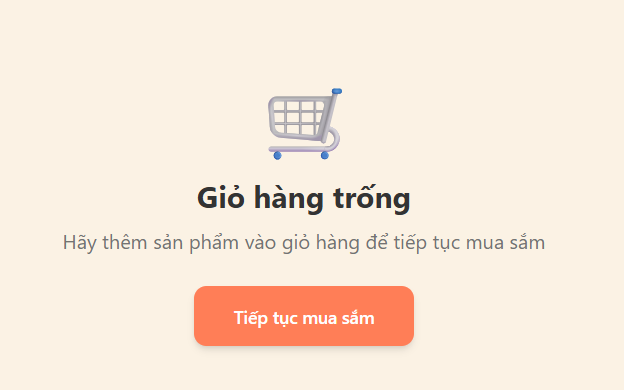 Giỏ hàng trống
Hãy thêm sản phẩm vào giỏ hàng để tiếp tục mua sắm
Tiếp tục mua sắm